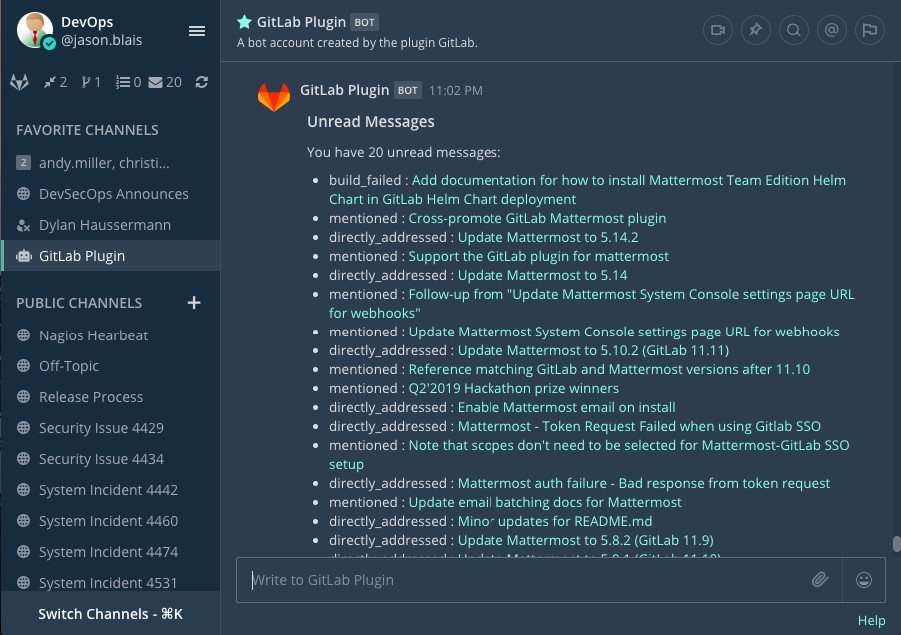 DevOps
@jason.blais
2
1
0
20
FAVORITE CHANNELS
2 andy.miller, christi...
DevSecOps Announces
Dylan Haussermann
GitLab Plugin
PUBLIC CHANNELS +
Nagios Hearbeat
Off-Topic
Release Process
Security Issue 4429
Security Issue 4434
System Incident 4442
System Incident 4460
System Incident 4474
System Incident 4531
Switch Channels - ⌘K
GitLab Plugin BOT
A bot account created by the plugin GitLab.
GitLab Plugin BOT 11:02 PM
Unread Messages
You have 20 unread messages:
• build_failed : Add documentation for how to install Mattermost Team Edition Helm
Chart in GitLab Helm Chart deployment
• mentioned : Cross-promote GitLab Mattermost plugin
• directly_addressed : Update Mattermost to 5.14.2
• mentioned : Support the GitLab plugin for mattermost
• directly_addressed : Update Mattermost to 5.14
• mentioned : Follow-up from "Update Mattermost System Console settings page URL
for webhooks"
• mentioned : Update Mattermost System Console settings page URL for webhooks
• directly_addressed : Update Mattermost to 5.10.2 (GitLab 11.11)
• mentioned : Reference matching GitLab and Mattermost versions after 11.10
• mentioned : Q2'2019 Hackathon prize winners
• directly_addressed : Enable Mattermost email on install
• directly_addressed : Mattermost - Token Request Failed when using Gitlab SSO
• mentioned : Note that scopes don't need to be selected for Mattermost-GitLab SSO
setup
• directly_addressed : Mattermost auth failure - Bad response from token request
• mentioned : Update email batching docs for Mattermost
• directly_addressed : Minor updates for README.md
• directly_addressed : Update Mattermost to 5.8.2 (GitLab 11.9)
Write to GitLab Plugin
Help